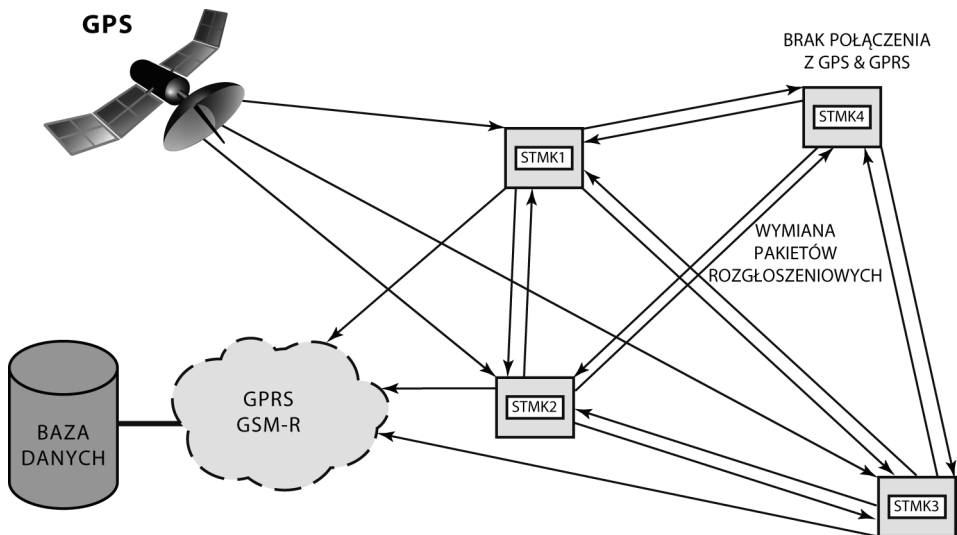 GPS
BRAK POŁĄCZENIA
Z GPS & GPRS
STMK4
STMK1
WYMIANA
PAKIETÓW
ROZGŁOSZENIOWYCH
GPRS
GSM-R
STMK2
BAZA
DANYCH
STMK3